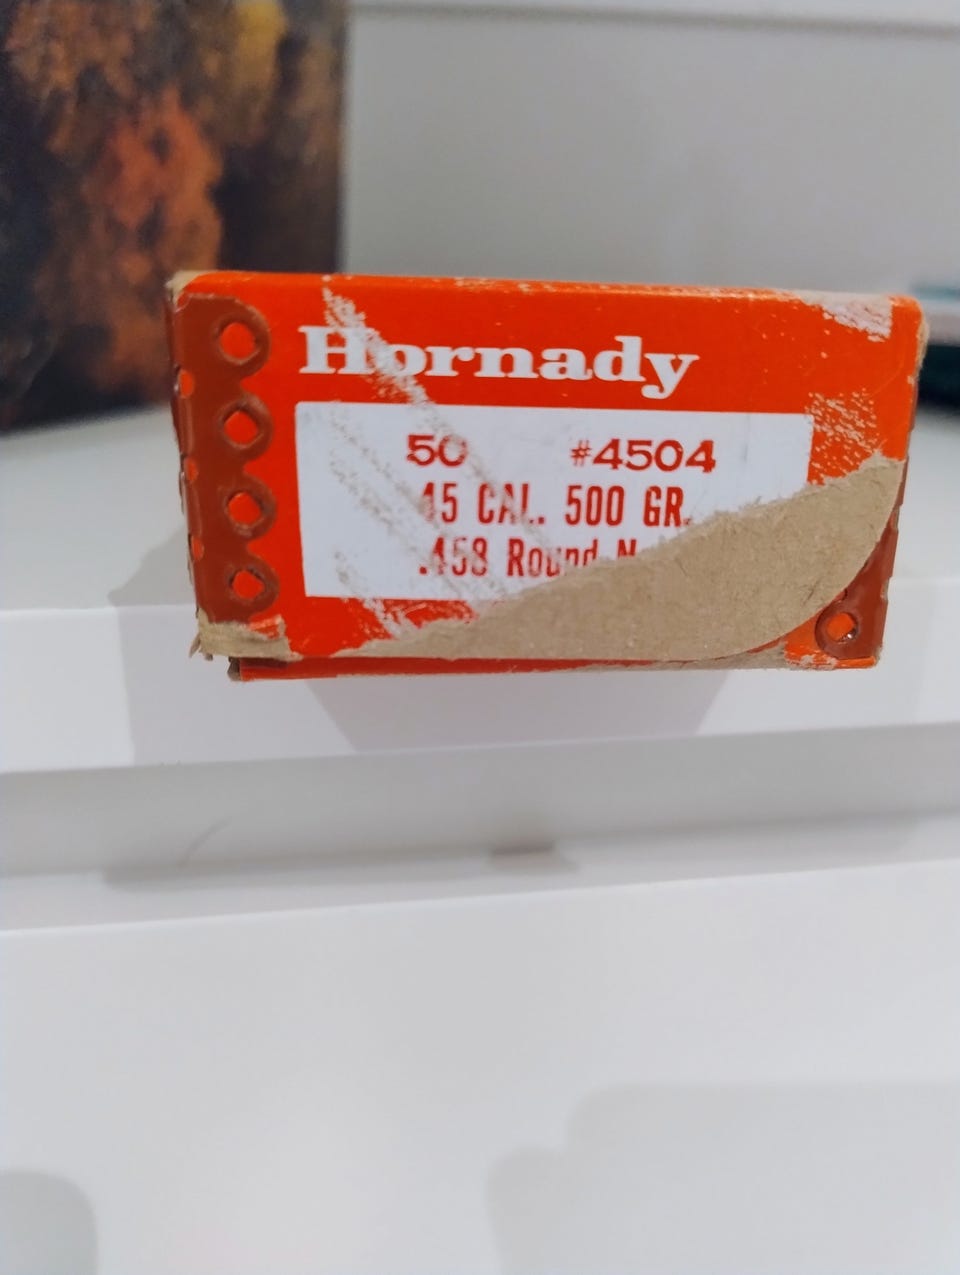 Hornady
50 #4504
45 CAL. 500 GR.
.458 Round